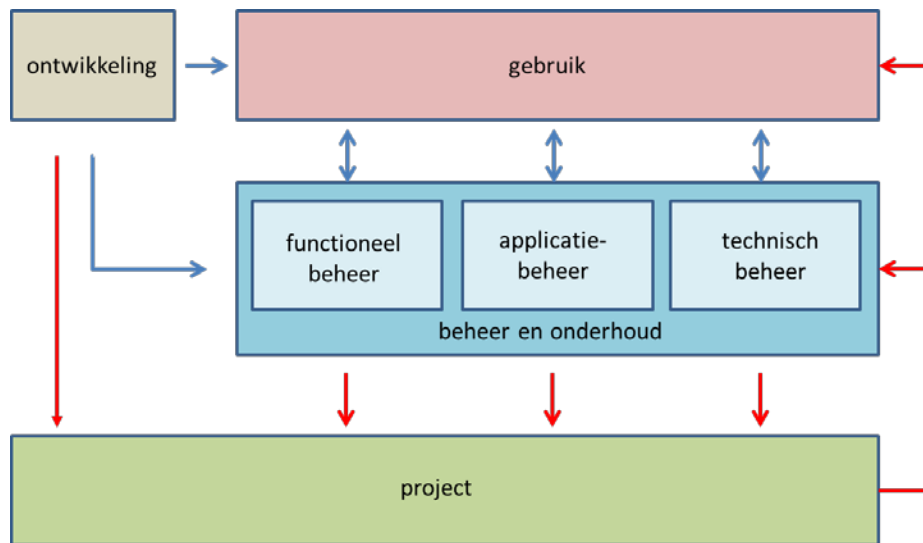 ontwikkeling
gebruik
functioneel
beheer
applicatie-
beheer
technisch
beheer
beheer en onderhoud
project